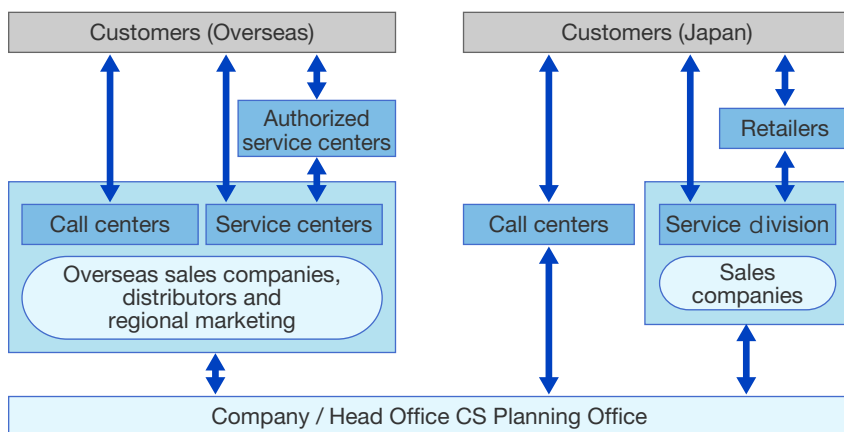 Customers (Overseas)
Customers (Japan)
Authorized
service centers
Retailers
Call centers
Service centers
Call centers
Service division
Overseas sales companies,
distributors and
regional marketing
Sales
companies
Company / Head Office CS Planning Office